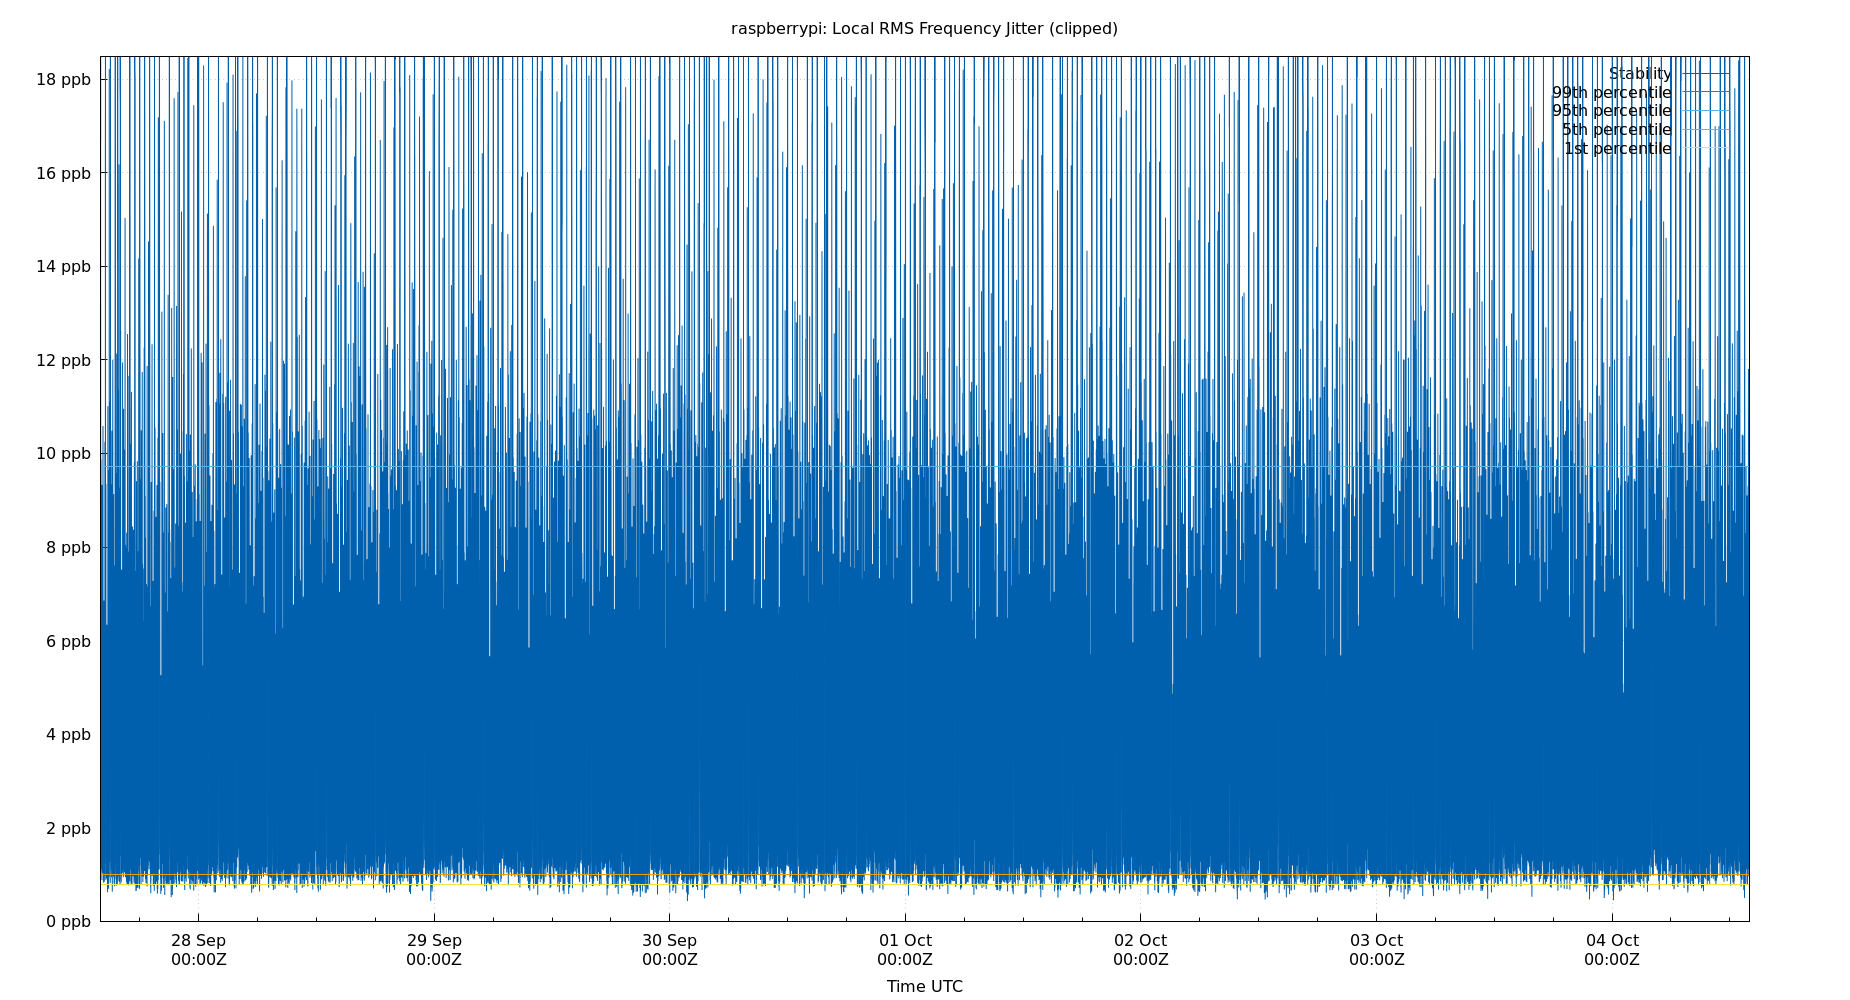 raspberrypi: Local RMS Frequency Jitter (clipped)
18 ppb
16 ppb
14 ppb
12 ppb
10 ppb
8 ppb
6 ppb
4 ppb
2 ppb
0 ppb
Stability
99th percentile
95th percentile
5th percentile
1st percentile
28 Sep
00:00Z
29 Sep
00:00Z
30 Sep
00:00Z
01 Oct
00:00Z
02 Oct
00:00Z
03 Oct
00:00Z
04 Oct
00:00Z
Time UTC